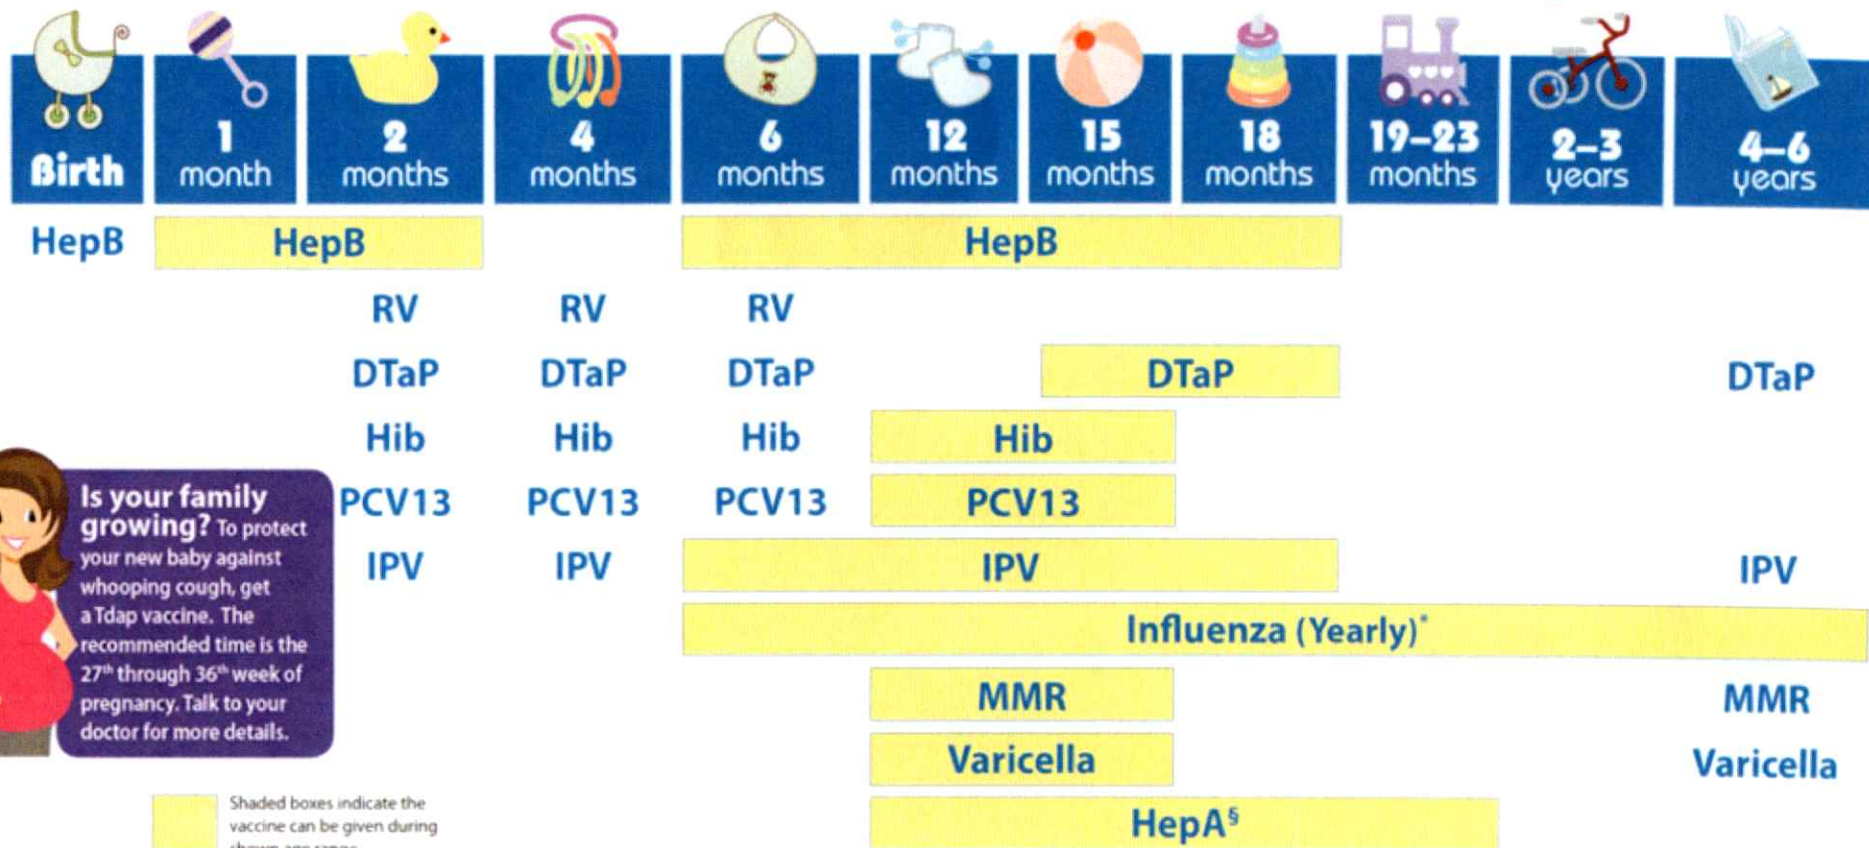 Birth
1 month
2 months
4 months
6 months
12 months
15 months
18 months
19–23 months
2–3 years
4–6 years
HepB HepB HepB
RV RV RV
DTaP DTaP DTaP DTaP DTaP
Hib Hib Hib Hib
PCV13 PCV13 PCV13 PCV13
IPV IPV IPV IPV
Influenza (Yearly)*
MMR MMR
Varicella Varicella
HepA§
Is your family
growing? To protect
your new baby against
whooping cough, get
a Tdap vaccine. The
recommended time is the
27th through 36th week of
pregnancy. Talk to your
doctor for more details.
Shaded boxes indicate the
vaccine can be given during
shown age range.